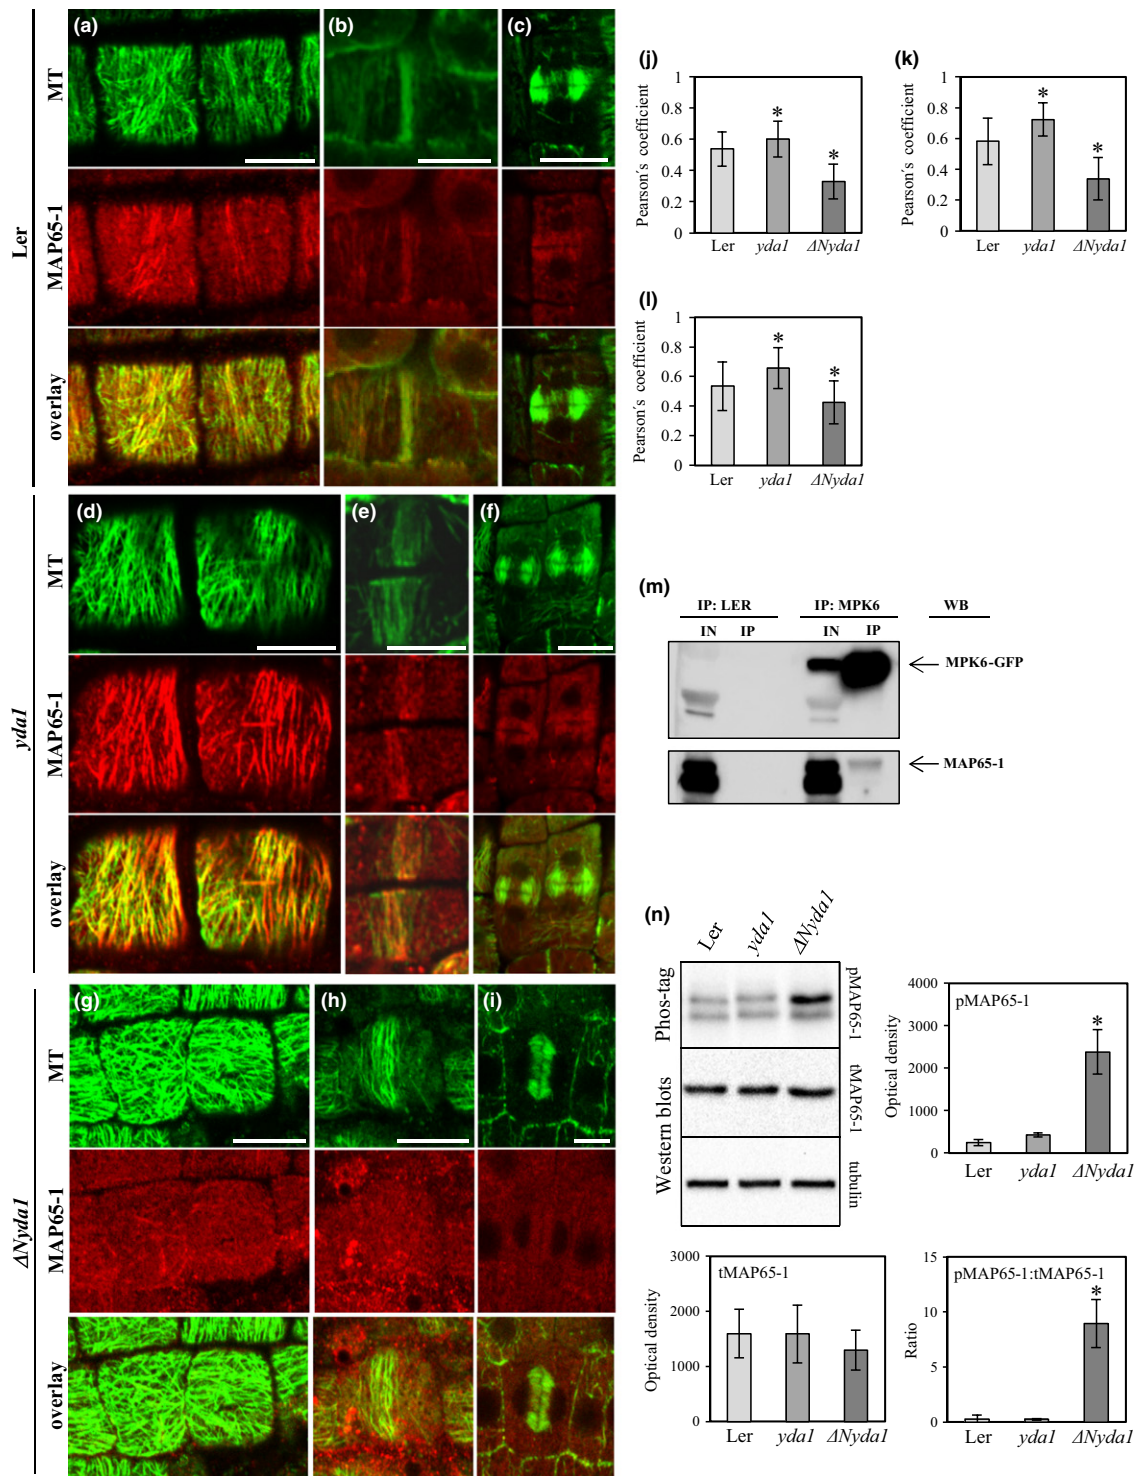 Ler
MT
MAP65-1
overlay
(a)
(b)
(c)
yda1
MT
MAP65-1
overlay
(d)
(e)
(f)
ΔNyda1
MT
MAP65-1
overlay
(g)
(h)
(i)
(j)
Pearson´s coefficient
1
0.8
0.6
0.4
0.2
0
Ler yda1 ΔNyda1
*
*
(k)
Pearson´s coefficient
1
0.8
0.6
0.4
0.2
0
Ler yda1 ΔNyda1
*
*
(l)
Pearson´s coefficient
1
0.8
0.6
0.4
0.2
0
Ler yda1 ΔNyda1
*
*
(m)
IP: LER IP: MPK6 WB
IN IP IN IP
MPK6-GFP
MAP65-1
(n)
Ler yda1 ΔNyda1
Phos-tag
Western blots
pMAP65-1
tMAP65-1
tubulin
pMAP65-1
Optical density
4000
3000
2000
1000
0
*
Ler yda1 ΔNyda1
tMAP65-1
Optical density
3000
2000
1000
0
Ler yda1 ΔNyda1
pMAP65-1:tMAP65-1
Ratio
15
10
5
0
*
Ler yda1 ΔNyda1